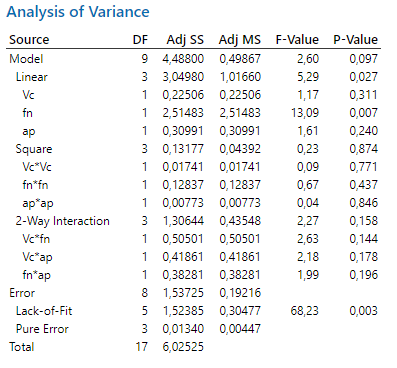 Analysis of Variance
Source DF Adj SS Adj MS F-Value P-Value
Model 9 4,48800 0,49867 2,60 0,097
Linear 3 3,04980 1,01660 5,29 0,027
Vc 1 0,22506 0,22506 1,17 0,311
fn 1 2,51483 2,51483 13,09 0,007
ap 1 0,30991 0,30991 1,61 0,240
Square 3 0,13177 0,04392 0,23 0,874
Vc*Vc 1 0,01741 0,01741 0,09 0,771
fn*fn 1 0,12837 0,12837 0,67 0,437
ap*ap 1 0,00773 0,00773 0,04 0,846
2-Way Interaction 3 1,30644 0,43548 2,27 0,158
Vc*fn 1 0,50501 0,50501 2,63 0,144
Vc*ap 1 0,41861 0,41861 2,18 0,178
fn*ap 1 0,38281 0,38281 1,99 0,196
Error 8 1,53725 0,19216
Lack-of-Fit 5 1,52385 0,30477 68,23 0,003
Pure Error 3 0,01340 0,00447
Total 17 6,02525